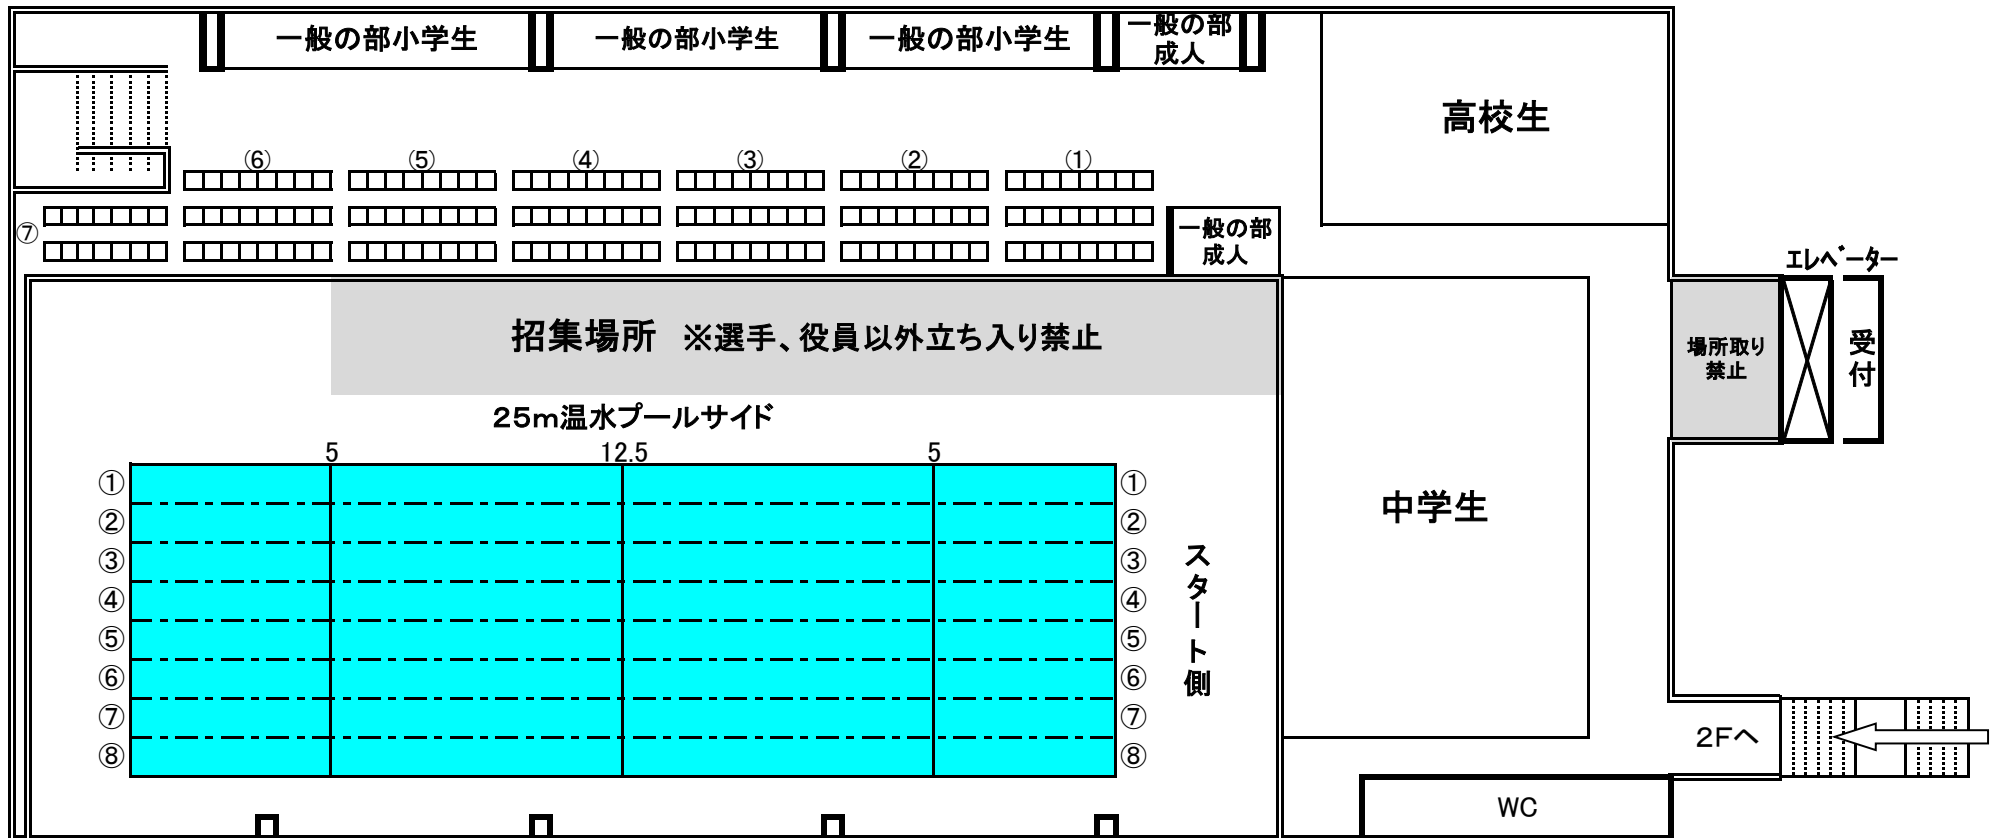 一般の部小学生
一般の部小学生
一般の部小学生
一般の部
成人
高校生
⑥
⑤
④
③
②
①
⑦
一般の部
成人
エレベーター
招集場所 ※選手、役員以外立ち入り禁止
場所取り
禁止
受付
25m温水プールサイド
5
12.5
5
①
②
③
④
⑤
⑥
⑦
⑧
①
②
③
④
⑤
⑥
⑦
⑧
スタート側
中学生
2Fへ
WC